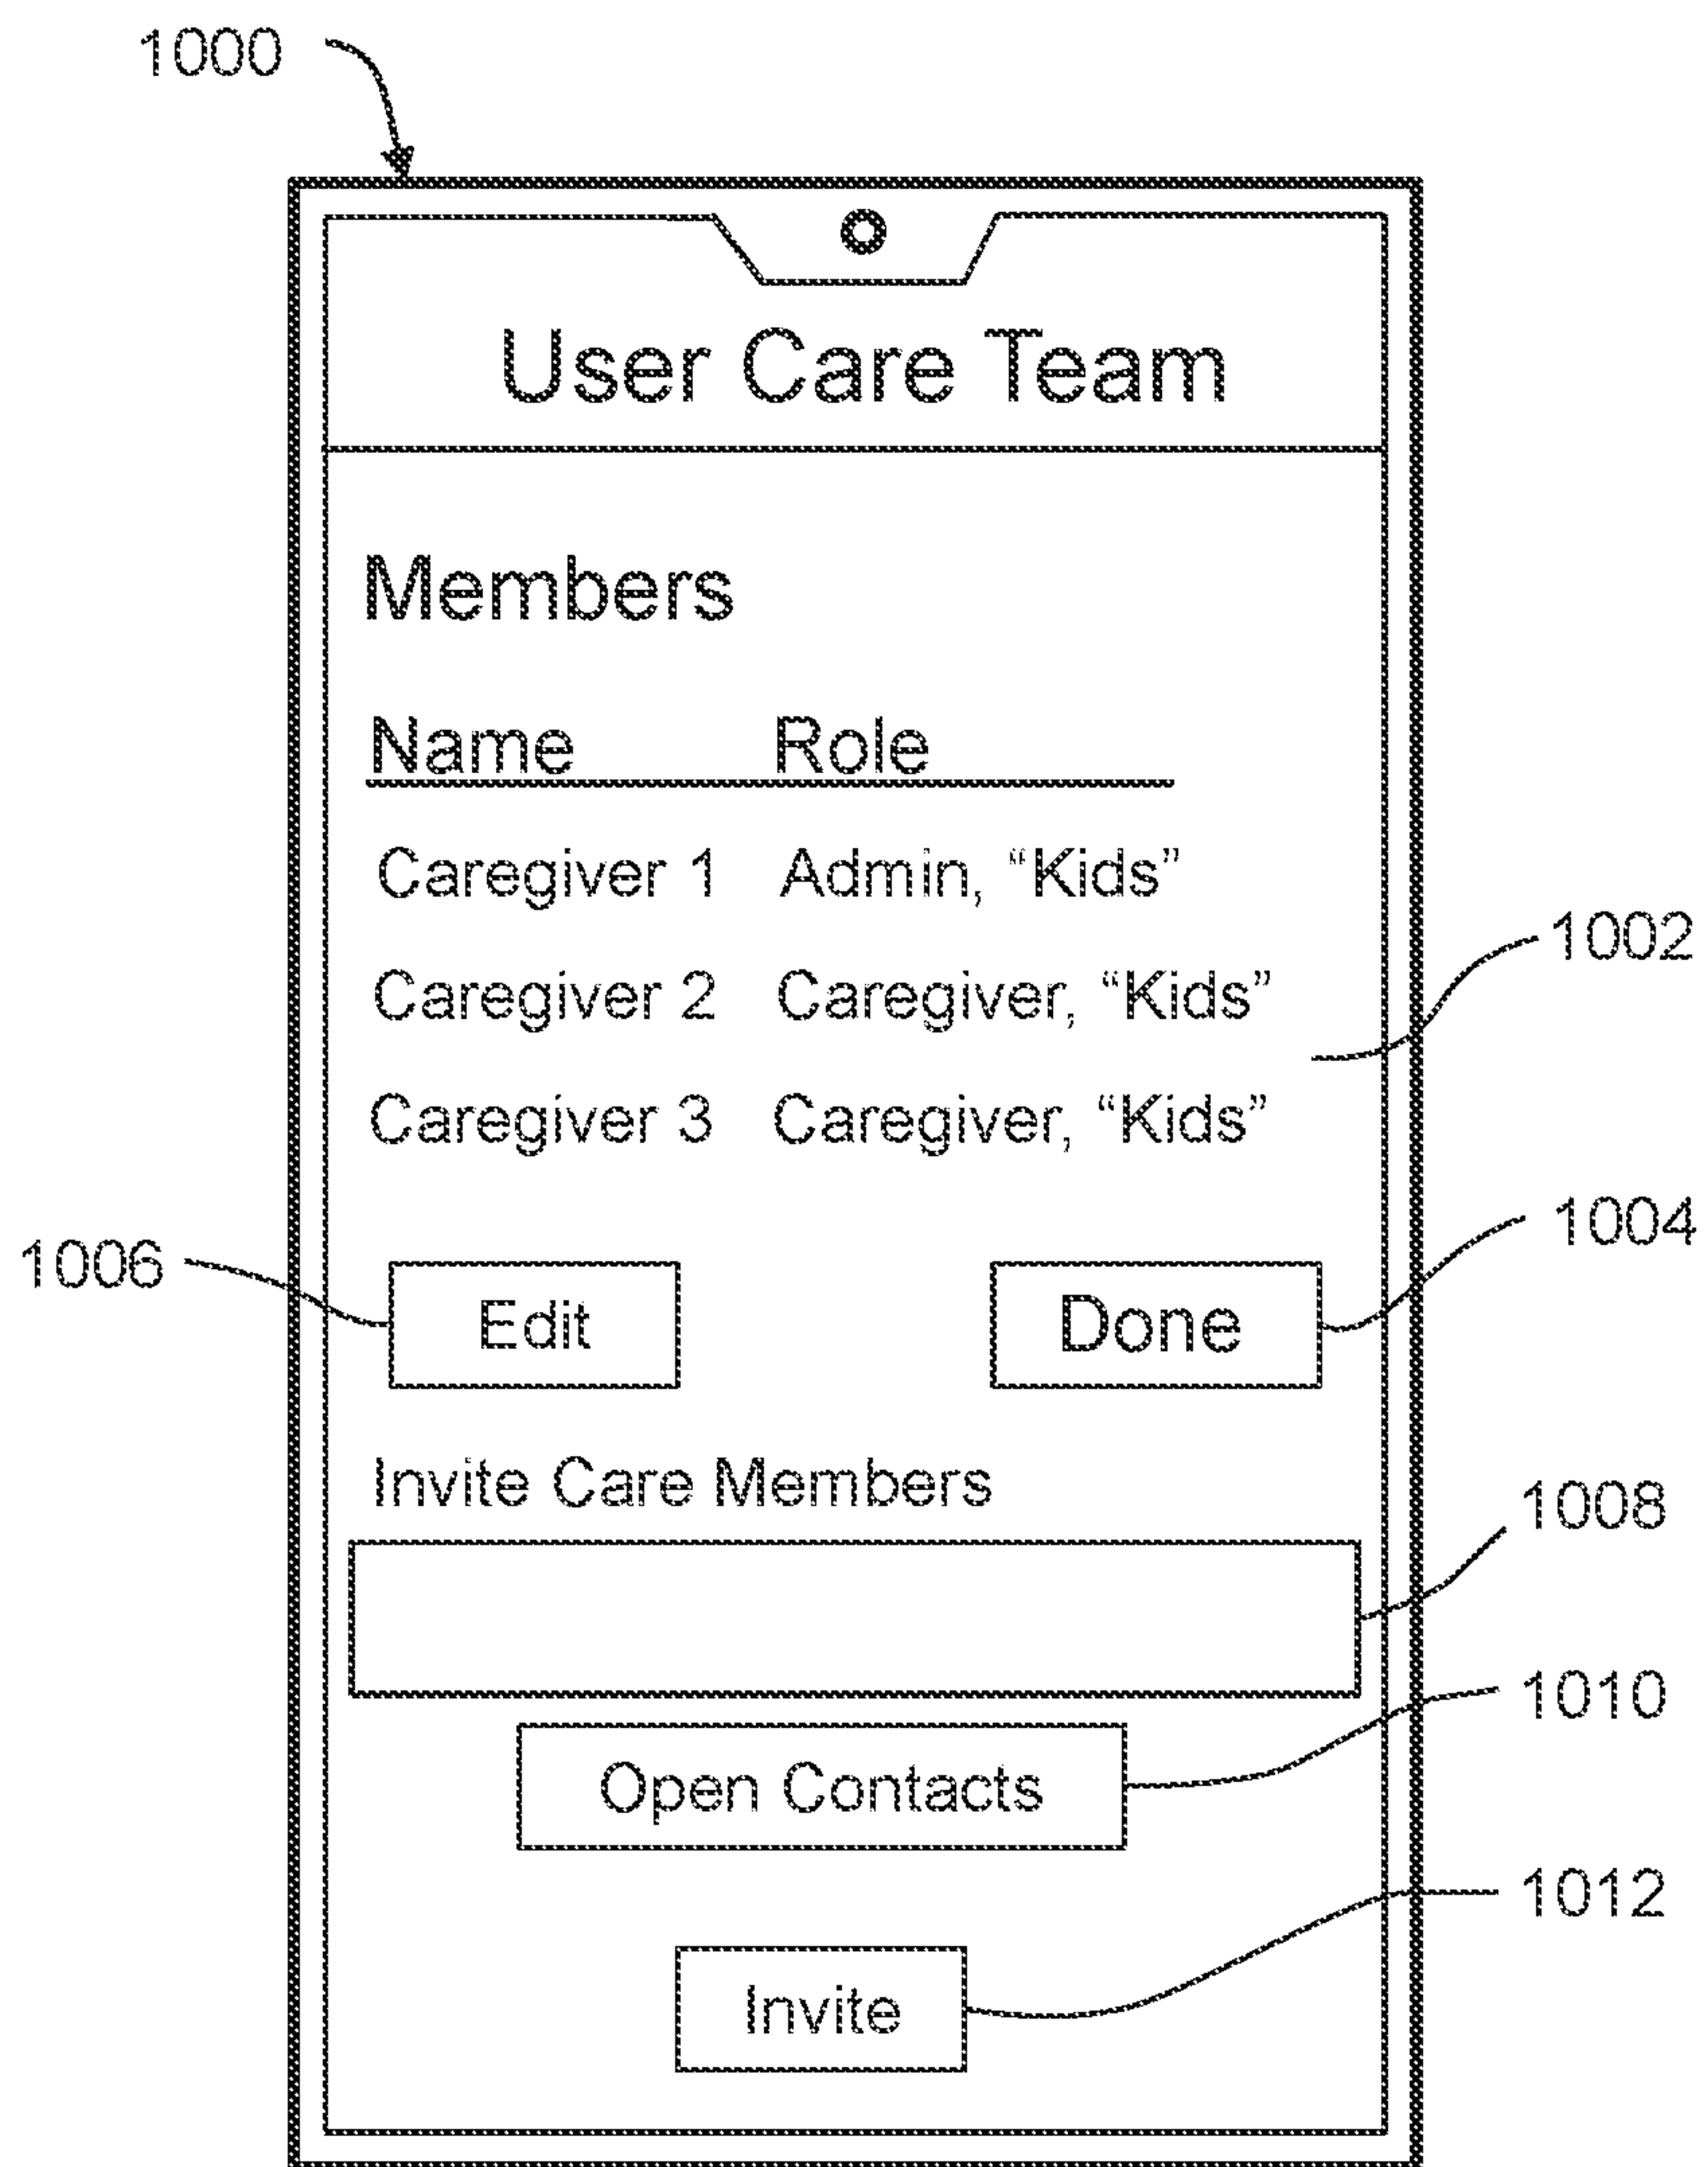 1000
User Care Team
Members
Name Role
Caregiver 1 Admin, “Kids”
1002
Caregiver 2 Caregiver, “Kids”
Caregiver 3 Caregiver, “Kids”
1004
1006
Edit Done
Invite Care Members
1008
1010
Open Contacts
1012
Invite